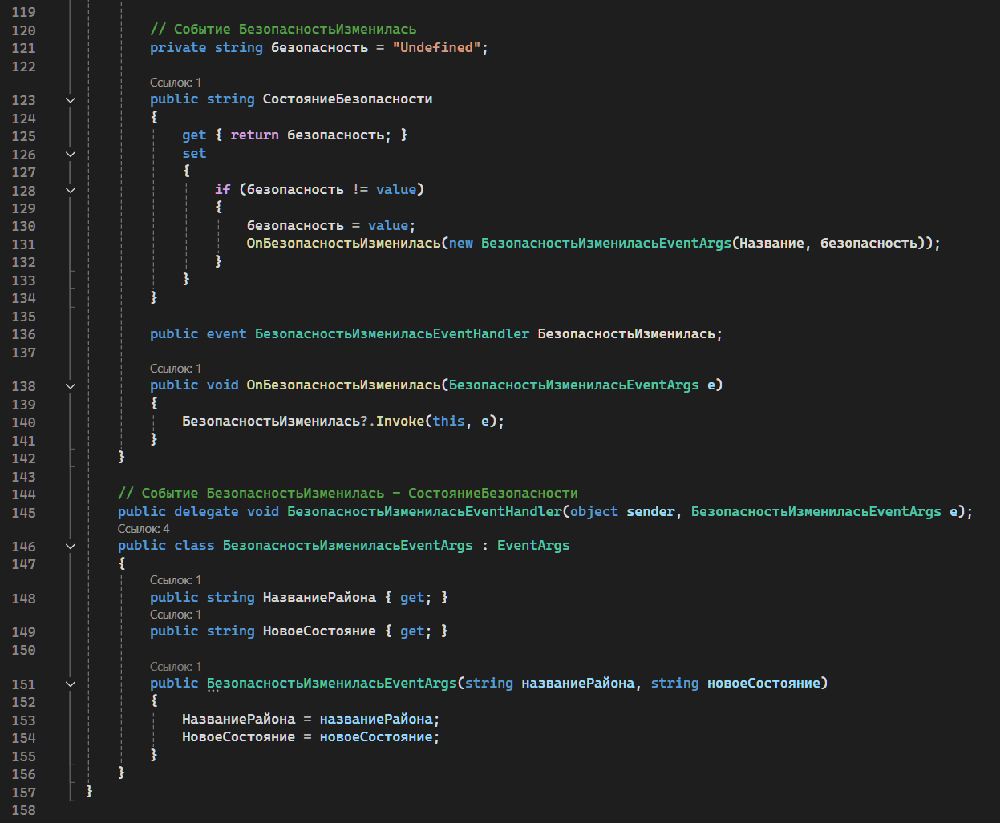 119
120 // Событие БезопасностьИзменилась
121 private string безопасность = "Undefined";
122
Ссылок: 1
123 public string СостояниеБезопасности
124 {
125 get { return безопасность; }
126 set
127 {
128 if (безопасность != value)
129 {
130 безопасность = value;
131 OnБезопасностьИзменилась(new БезопасностьИзмениласьEventArgs(Название, безопасность));
132 }
133 }
134 }
135
136 public event БезопасностьИзмениласьEventHandler БезопасностьИзменилась;
137
Ссылок: 1
138 public void OnБезопасностьИзменилась(БезопасностьИзмениласьEventArgs e)
139 {
140 БезопасностьИзменилась?.Invoke(this, e);
141 }
142 }
143
144 // Событие БезопасностьИзменилась – СостояниеБезопасности
145 public delegate void БезопасностьИзмениласьEventHandler(object sender, БезопасностьИзмениласьEventArgs e);
Ссылок: 4
146 public class БезопасностьИзмениласьEventArgs : EventArgs
147 {
Ссылок: 1
148 public string НазваниеРайона { get; }
Ссылок: 1
149 public string НовоеСостояние { get; }
150
Ссылок: 1
151 public БезопасностьИзмениласьEventArgs(string названиеРайона, string новоеСостояние)
152 {
153 НазваниеРайона = названиеРайона;
154 НовоеСостояние = новоеСостояние;
155 }
156 }
157 }
158